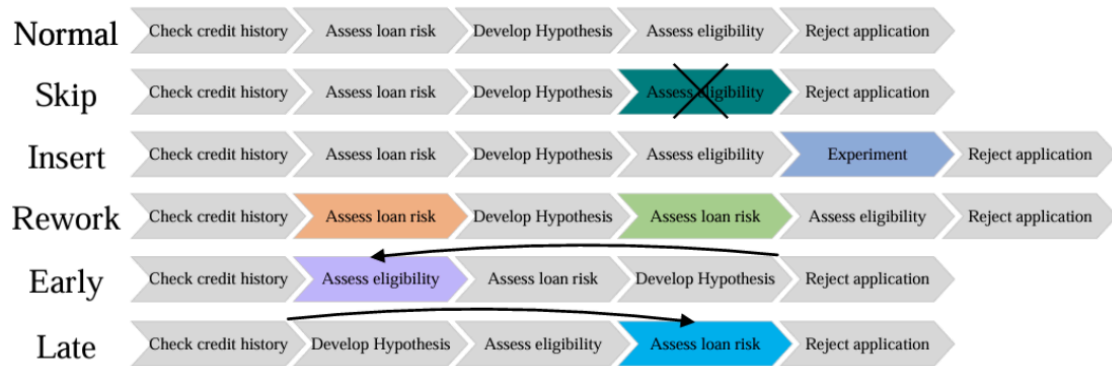 Normal Check credit history Assess loan risk Develop Hypothesis Assess eligibility Reject application
Skip Check credit history Assess loan risk Develop Hypothesis Assess eligibility Reject application
Insert Check credit history Assess loan risk Develop Hypothesis Assess eligibility Experiment Reject application
Rework Check credit history Assess loan risk Develop Hypothesis Assess loan risk Assess eligibility Reject application
Early Check credit history Assess eligibility Assess loan risk Develop Hypothesis Reject application
Late Check credit history Develop Hypothesis Assess eligibility Assess loan risk Reject application